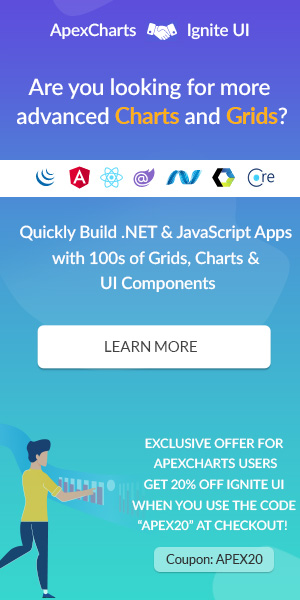 ApexCharts Ignite UI
Are you looking for more
advanced Charts and Grids?
C re
Quickly Build .NET & JavaScript Apps
with 100s of Grids, Charts &
UI Components
LEARN MORE
EXCLUSIVE OFFER FOR
APEXCHARTS USERS
GET 20% OFF IGNITE UI
WHEN YOU USE THE CODE
"APEX20" AT CHECKOUT!
Coupon: APEX20